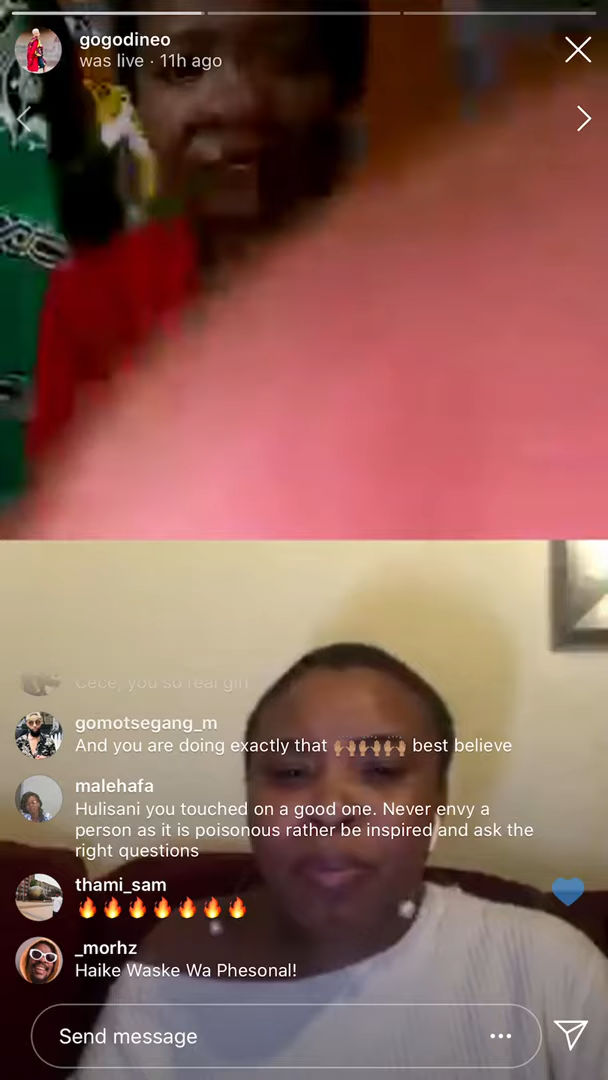 gogodineo
was live · 11h ago
Cece, you so real girl
gomotsegang_m
And you are doing exactly that 🙌🏽🙌🏽🙌🏽 best believe
malehafa
Hulisani you touched on a good one. Never envy a
person as it is poisonous rather be inspired and ask the
right questions
thami_sam
🔥🔥🔥🔥🔥🔥🔥
_morhz
Haike Waske Wa Phesonal!
Send message